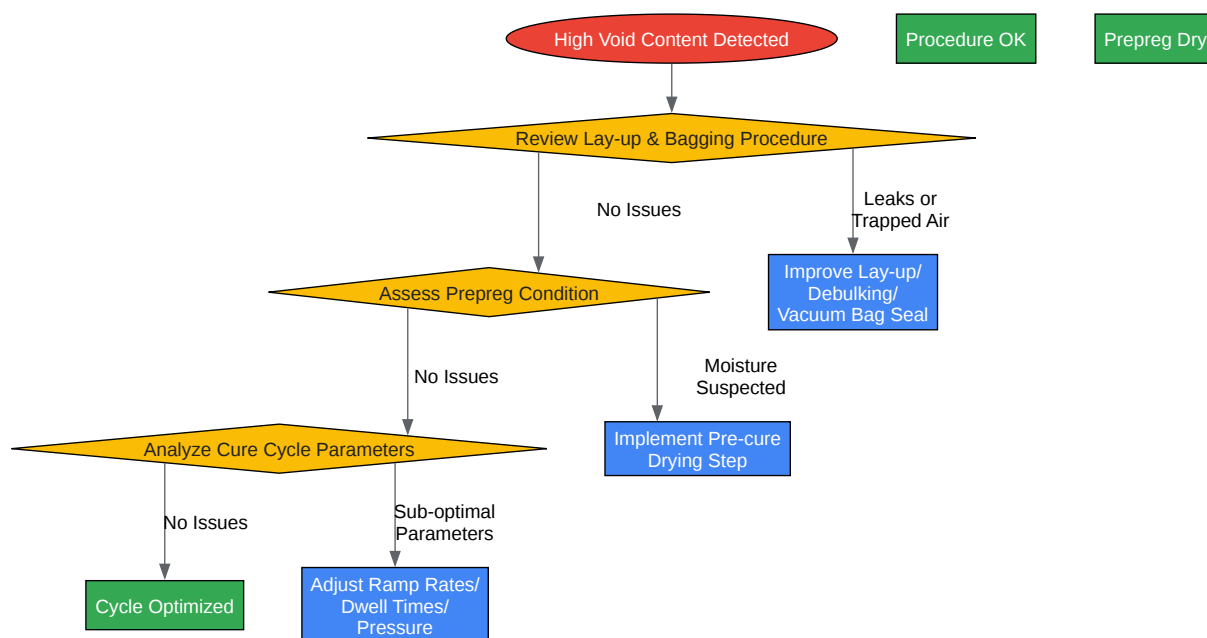 High Void Content Detected
Procedure OK
Prepreg Dry
Review Lay-up & Bagging Procedure
No Issues
Leaks or
Trapped Air
Improve Lay-up/
Debulking/
Vacuum Bag Seal
Assess Prepreg Condition
No Issues
Moisture
Suspected
Implement Pre-cure
Drying Step
Analyze Cure Cycle Parameters
No Issues
Sub-optimal
Parameters
Cycle Optimized
Adjust Ramp Rates/
Dwell Times/
Pressure